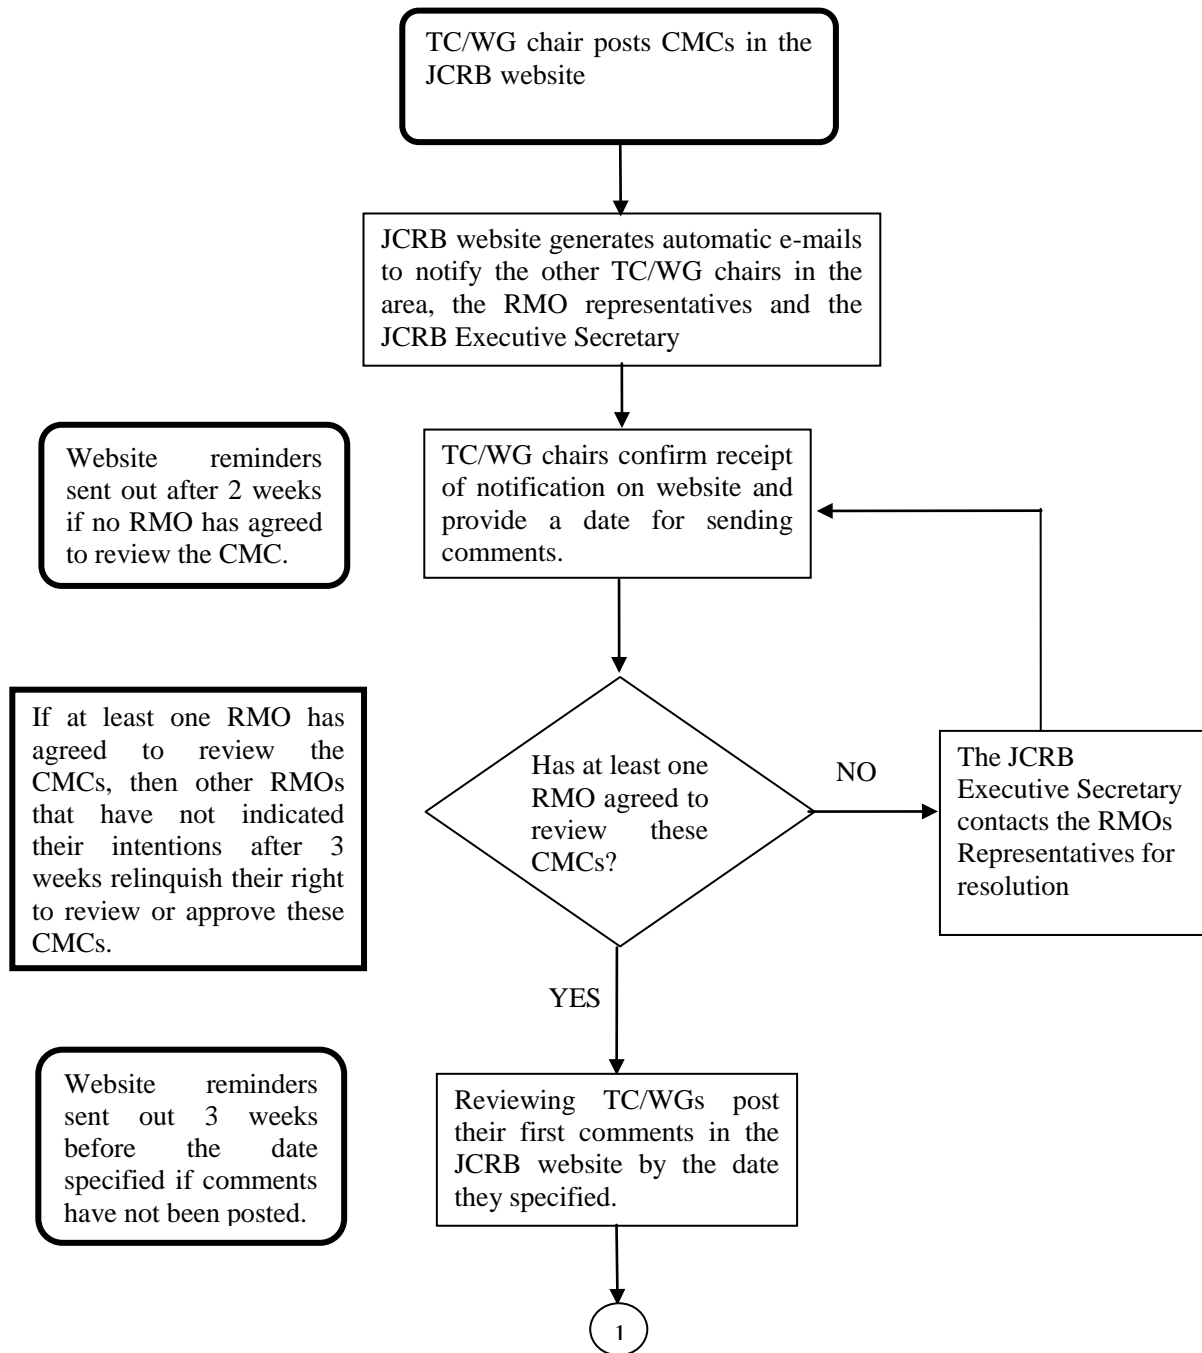 TC/WG chair posts CMCs in the
JCRB website
JCRB website generates automatic e-mails
to notify the other TC/WG chairs in the
area, the RMO representatives and the
JCRB Executive Secretary
Website reminders
sent out after 2 weeks
if no RMO has agreed
to review the CMC.
TC/WG chairs confirm receipt
of notification on website and
provide a date for sending
comments.
If at least one RMO has
agreed to review the
CMCs, then other RMOs
that have not indicated
their intentions after 3
weeks relinquish their right
to review or approve these
CMCs.
Has at least one
RMO agreed to
review these
CMCs?
NO
The JCRB
Executive Secretary
contacts the RMOs
Representatives for
resolution
YES
Website reminders
sent out 3 weeks
before the date
specified if comments
have not been posted.
Reviewing TC/WGs post
their first comments in the
JCRB website by the date
they specified.
1